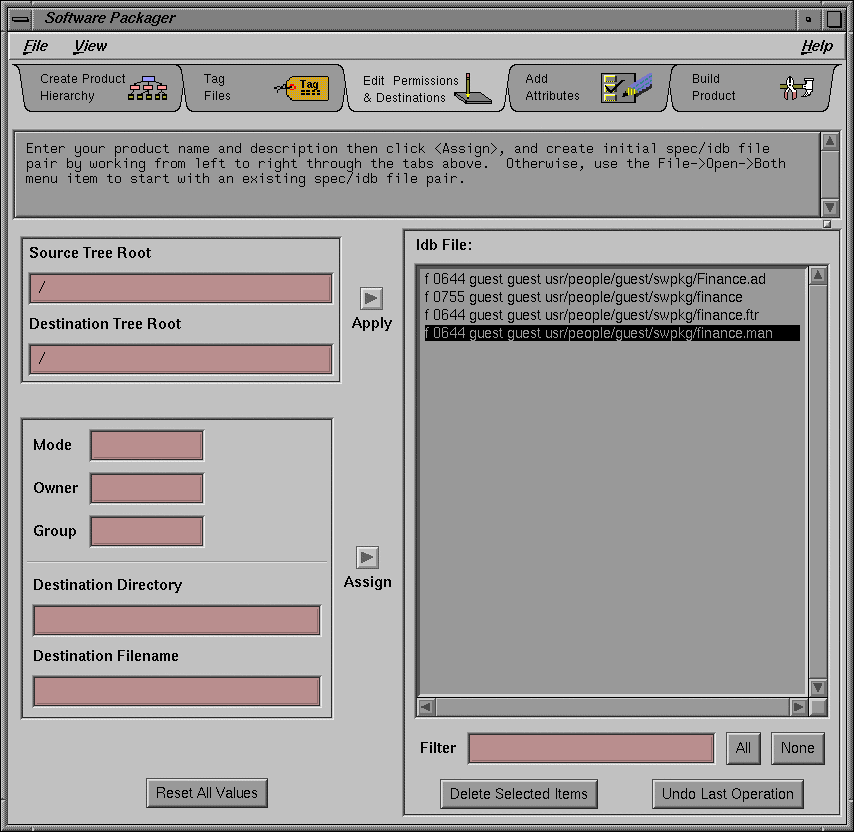 Software Packager
File View Help
Create Product Hierarchy
Tag Files
Tag
Edit Permissions & Destinations
Add Attributes
Build Product
Enter your product name and description then click <Assign>, and create initial spec/idb file
pair by working from left to right through the tabs above.  Otherwise, use the File->Open->Both
menu item to start with an existing spec/idb file pair.
Source Tree Root
/
Destination Tree Root
/
Apply
Mode
Owner
Group
Destination Directory
Destination Filename
Assign
Reset All Values
Idb File:
f 0644 guest guest usr/people/guest/swpkg/Finance.ad
f 0755 guest guest usr/people/guest/swpkg/finance
f 0644 guest guest usr/people/guest/swpkg/finance.ftr
f 0644 guest guest usr/people/guest/swpkg/finance.man
Filter All None
Delete Selected Items Undo Last Operation